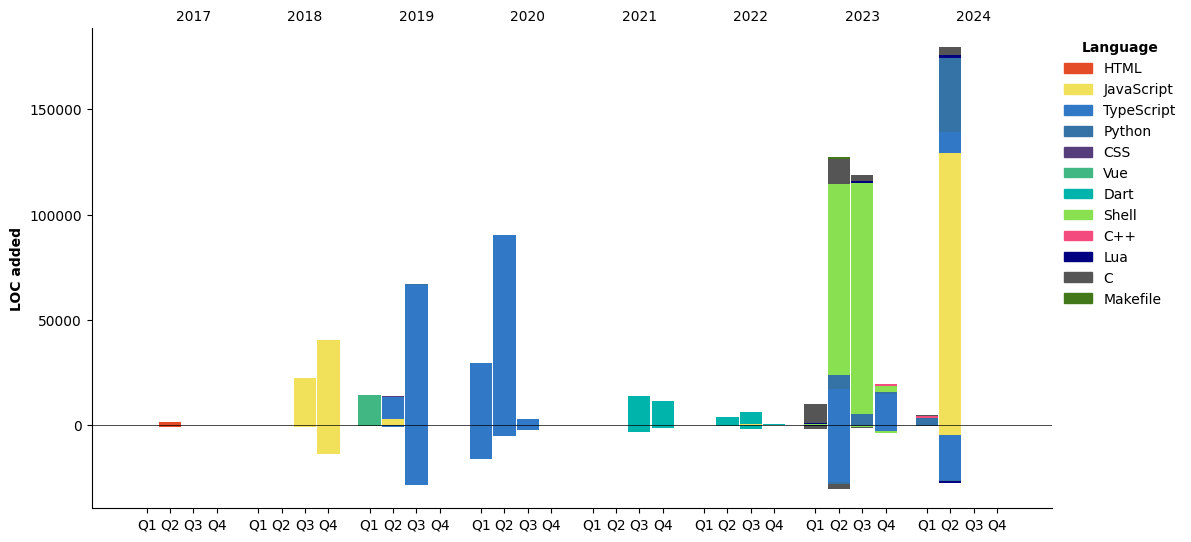 2017 2018 2019 2020 2021 2022 2023 2024
Language
HTML
JavaScript
TypeScript
Python
CSS
Vue
Dart
Shell
C++
Lua
C
Makefile
LOC added
150000
100000
50000
0
Q1 Q2 Q3 Q4 Q1 Q2 Q3 Q4 Q1 Q2 Q3 Q4 Q1 Q2 Q3 Q4 Q1 Q2 Q3 Q4 Q1 Q2 Q3 Q4 Q1 Q2 Q3 Q4 Q1 Q2 Q3 Q4